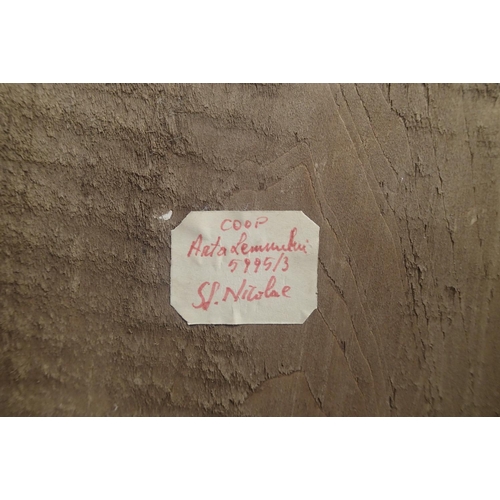 COOP
Arta Lemnului
5995/3
Sf. Nicolae